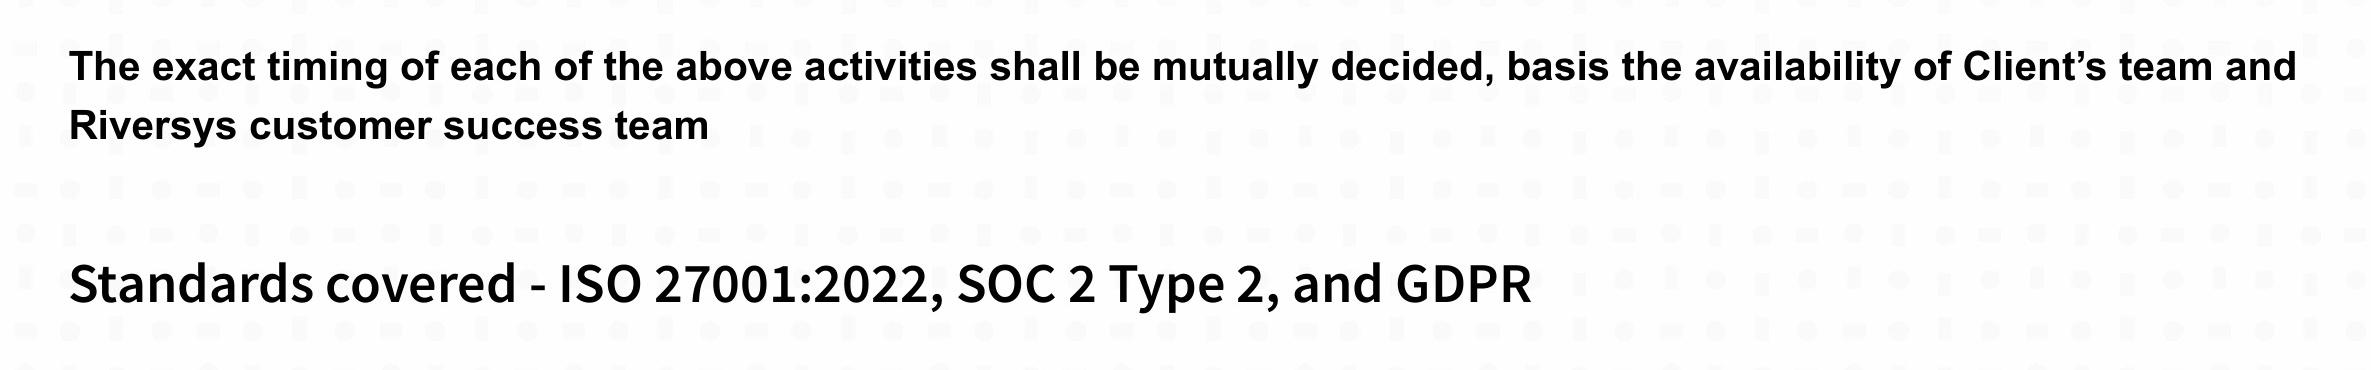 The exact timing of each of the above activities shall be mutually decided, basis the availability of Client’s team and
Riversys customer success team
Standards covered - ISO 27001:2022, SOC 2 Type 2, and GDPR